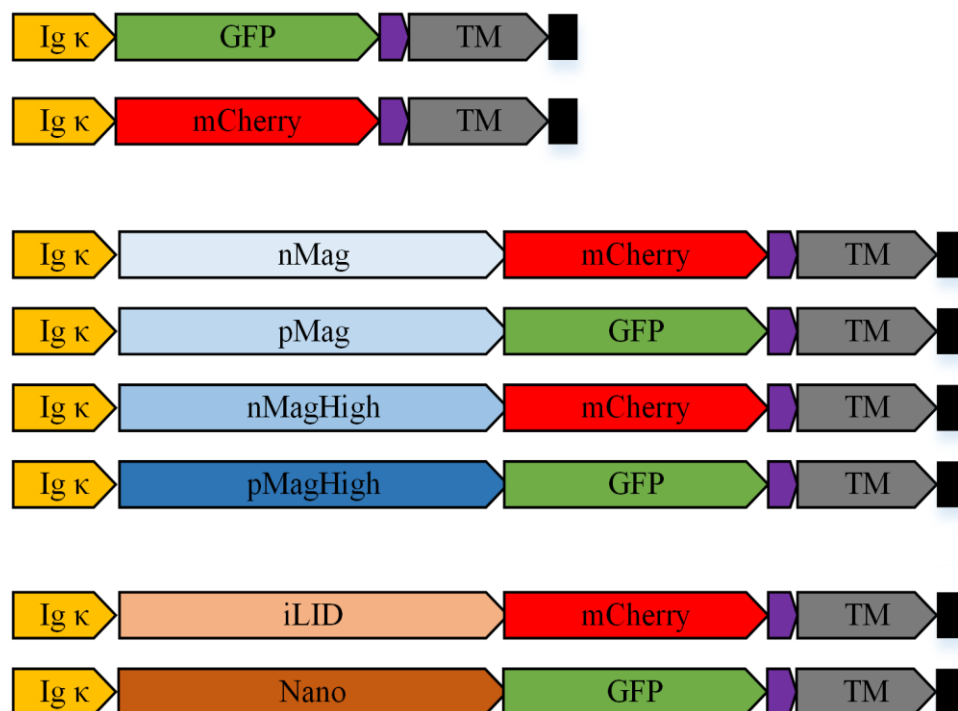 Ig κ GFP TM
Ig κ mCherry TM
Ig κ nMag mCherry TM
Ig κ pMag GFP TM
Ig κ nMagHigh mCherry TM
Ig κ pMagHigh GFP TM
Ig κ iLID mCherry TM
Ig κ Nano GFP TM